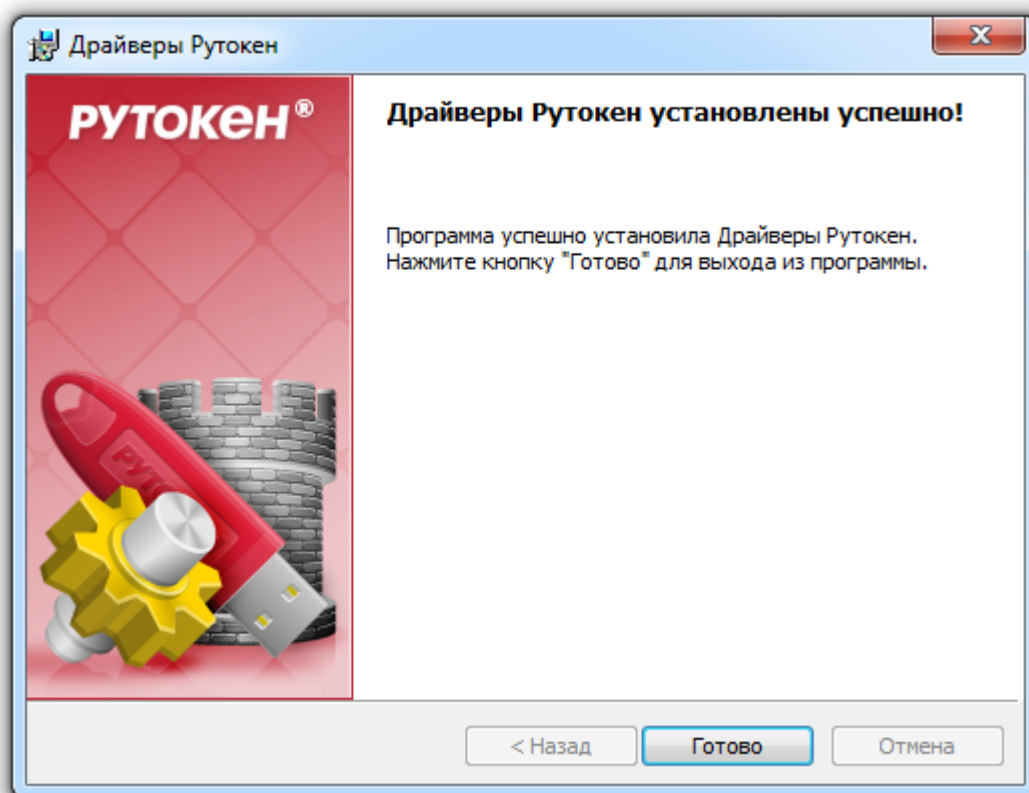 Драйверы Рутокен
РУТОКЕН®
Драйверы Рутокен установлены успешно!
Программа успешно установила Драйверы Рутокен.
Нажмите кнопку "Готово" для выхода из программы.
РУТО
< Назад
Готово
Отмена